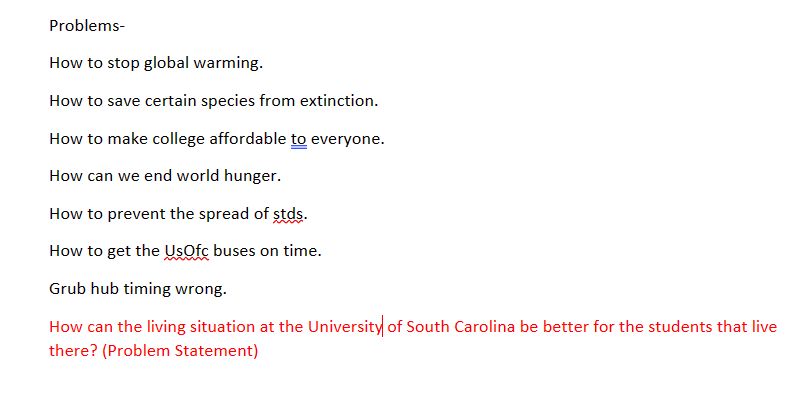 Problems-
How to stop global warming.
How to save certain species from extinction.
How to make college affordable to everyone.
How can we end world hunger.
How to prevent the spread of stds.
How to get the UsOfc buses on time.
Grub hub timing wrong.
How can the living situation at the University of South Carolina be better for the students that live
there? (Problem Statement)